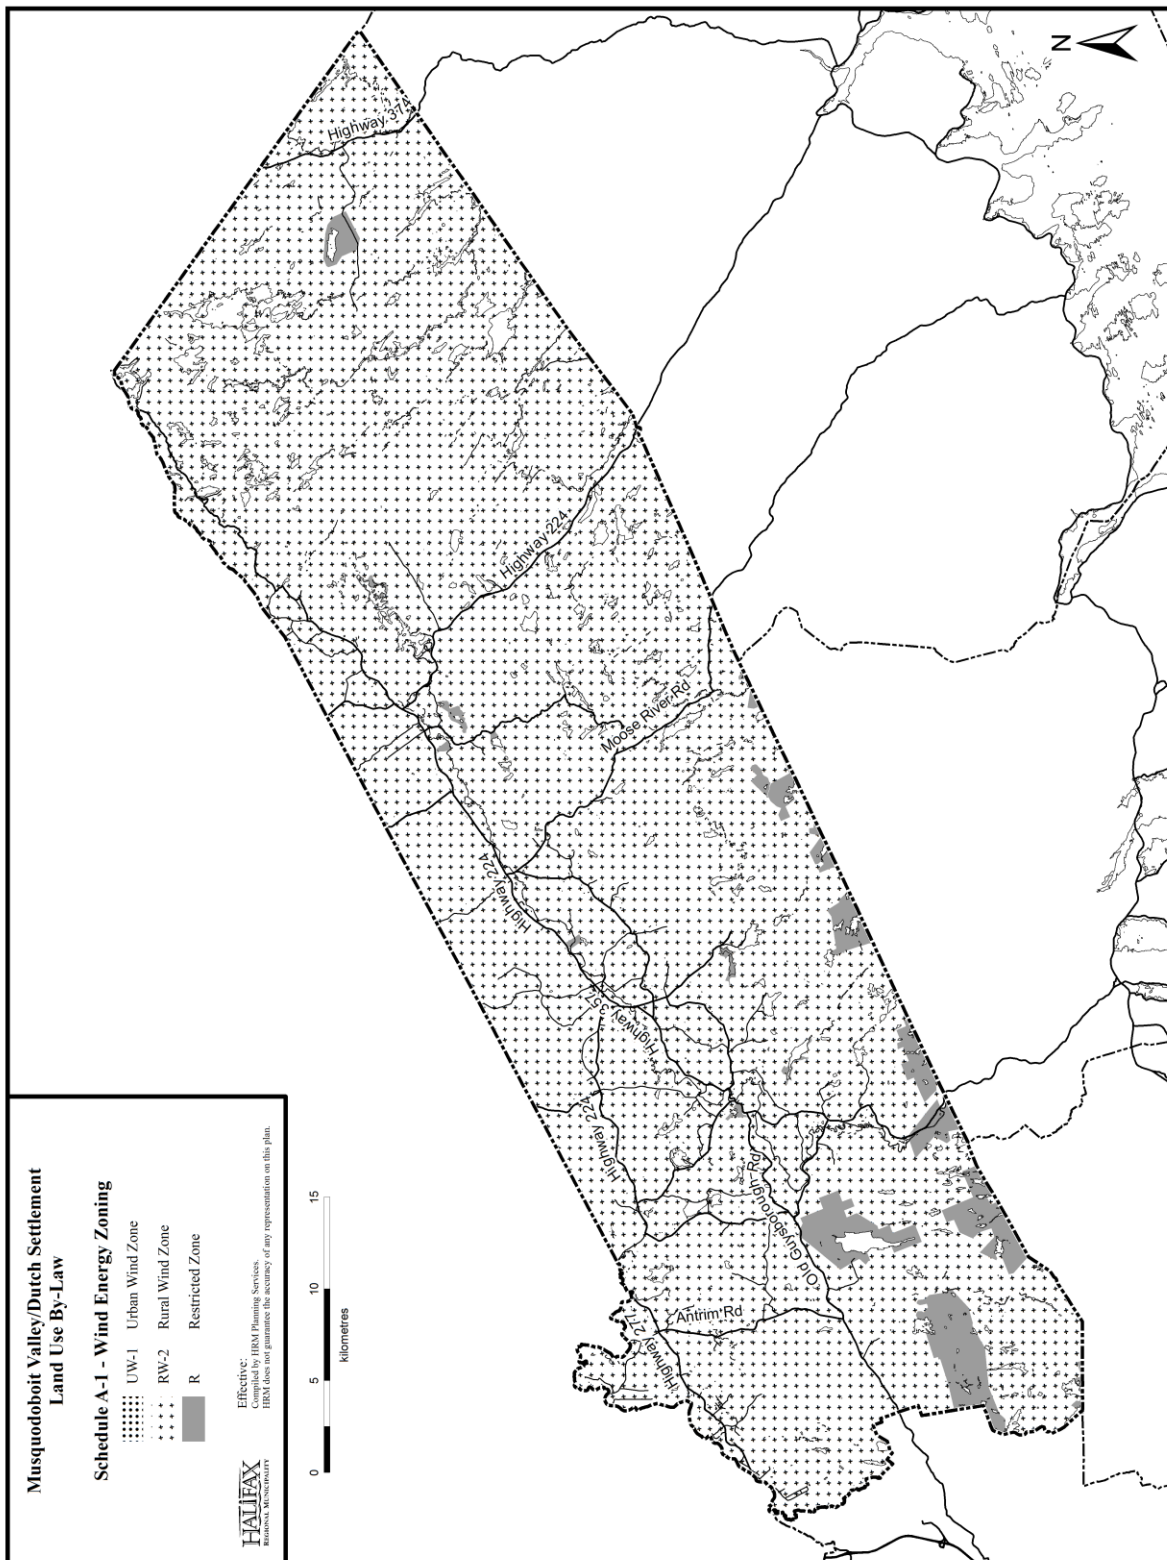 Musquodoboit Valley/Dutch Settlement
Land Use By-Law
Schedule A-1 - Wind Energy Zoning
UW-1 Urban Wind Zone
RW-2 Rural Wind Zone
R Restricted Zone
Effective:
Compiled by HRM Planning Services.
HRM does not guarantee the accuracy of any representation on this plan.
HALIFAX
REGIONAL MUNICIPALITY
0 5 10 15
kilometres
N
Highway 374
Highway 224
Moose River Rd
Highway 224
Highway 357
Highway 224
Old Guysborough Rd
Antrim Rd
Highway 277